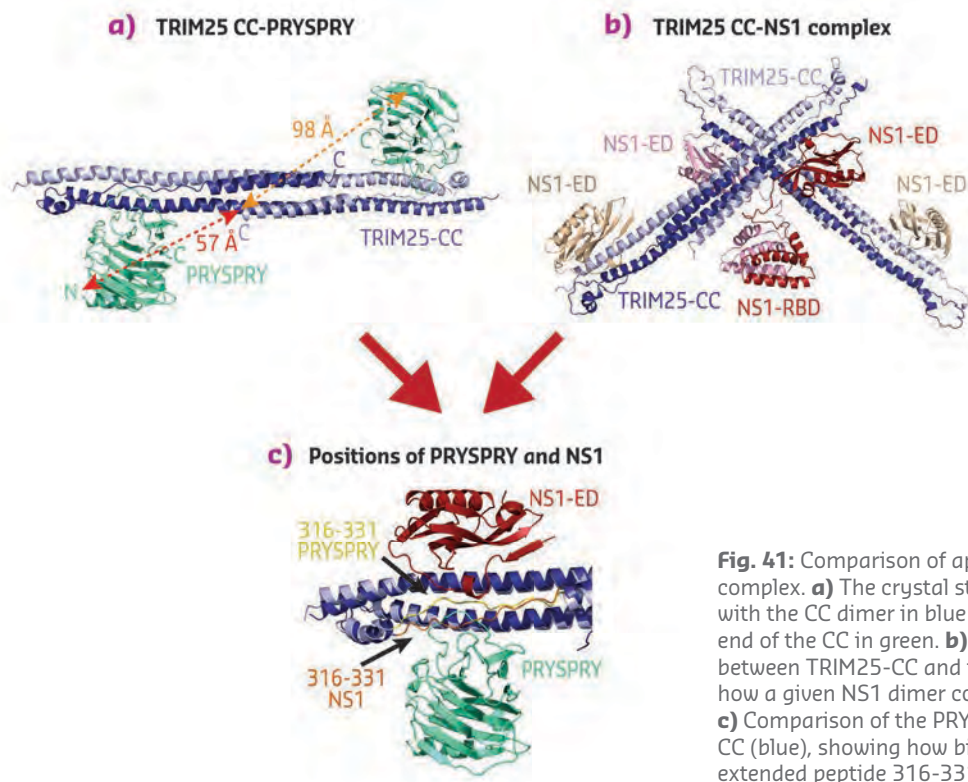 a) TRIM25 CC-PRYSPRY
98 Å
C
57 Å
C
TRIM25-CC
C
N
PRYSPRY
b) TRIM25 CC-NS1 complex
TRIM25-CC
NS1-ED
NS1-ED
NS1-ED
NS1-ED
TRIM25-CC
NS1-RBD
c) Positions of PRYSPRY and NS1
NS1-ED
316-331
PRYSPRY
316-331
NS1
PRYSPRY
Fig. 41: Comparison of ap
complex. a) The crystal st
with the CC dimer in blue
end of the CC in green. b)
between TRIM25-CC and
how a given NS1 dimer co
c) Comparison of the PRY
CC (blue), showing how bi
extended peptide 316-33